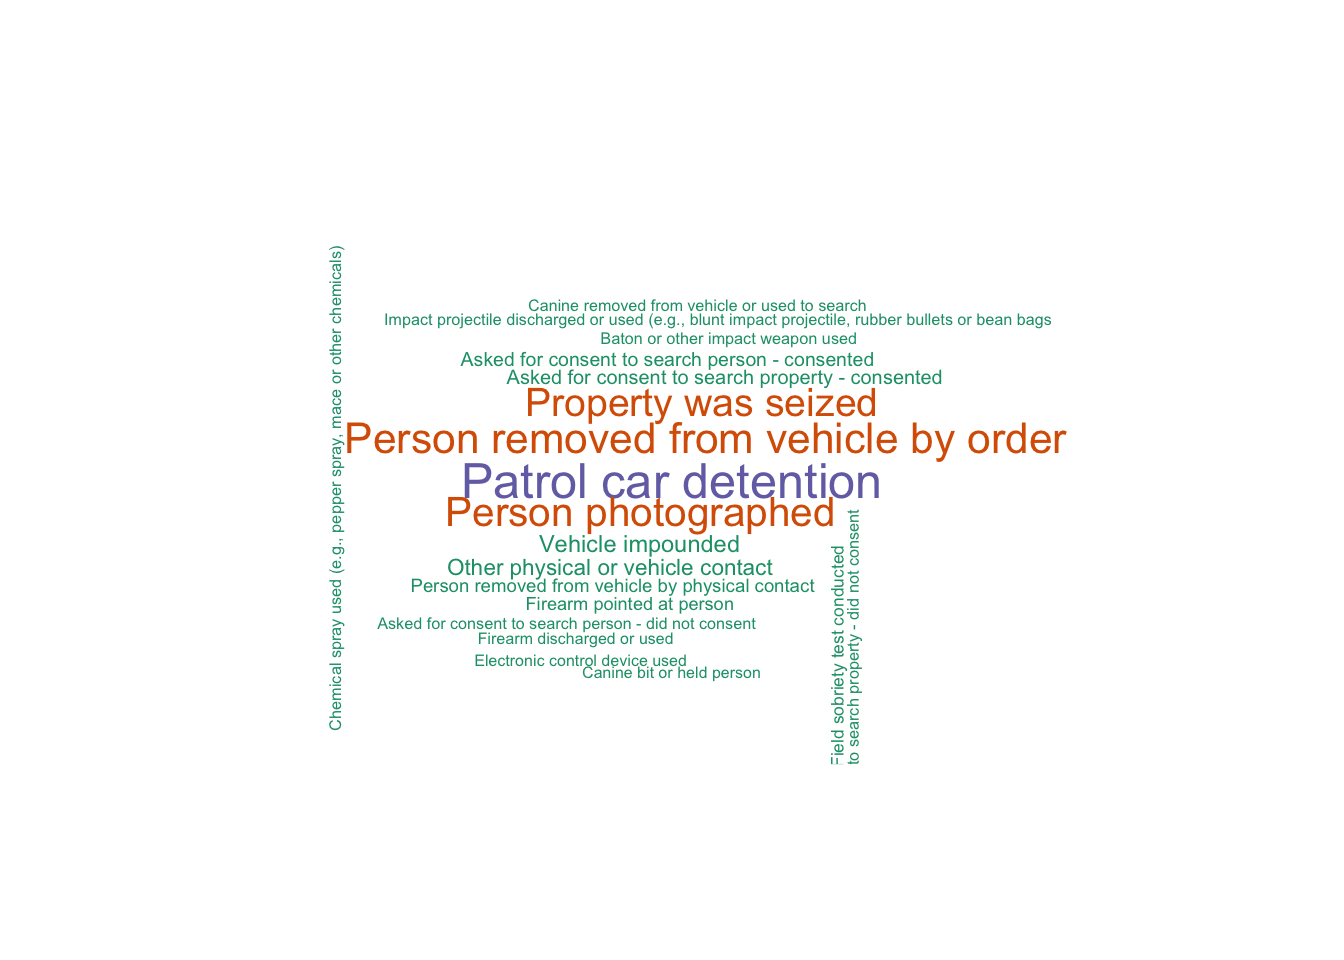 Chemical spray used (e.g., pepper spray, mace or other chemicals)
Canine removed from vehicle or used to search
Impact projectile discharged or used (e.g., blunt impact projectile, rubber bullets or bean bags
Baton or other impact weapon used
Asked for consent to search person - consented
Asked for consent to search property - consented
Property was seized
Person removed from vehicle by order
Patrol car detention
Person photographed
Vehicle impounded
Other physical or vehicle contact
Person removed from vehicle by physical contact
Firearm pointed at person
Asked for consent to search person - did not consent
Firearm discharged or used
Electronic control device used
Canine bit or held person
Field sobriety test conducted
to search property - did not consent